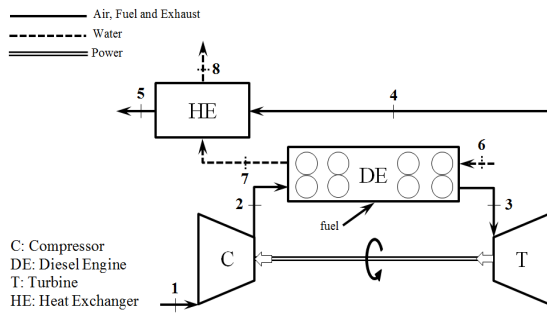 Air, Fuel and Exhaust
Water
Power
8
5
HE
4
6
7
DE
2
3
fuel
C
T
1
C: Compressor
DE: Diesel Engine
T: Turbine
HE: Heat Exchanger